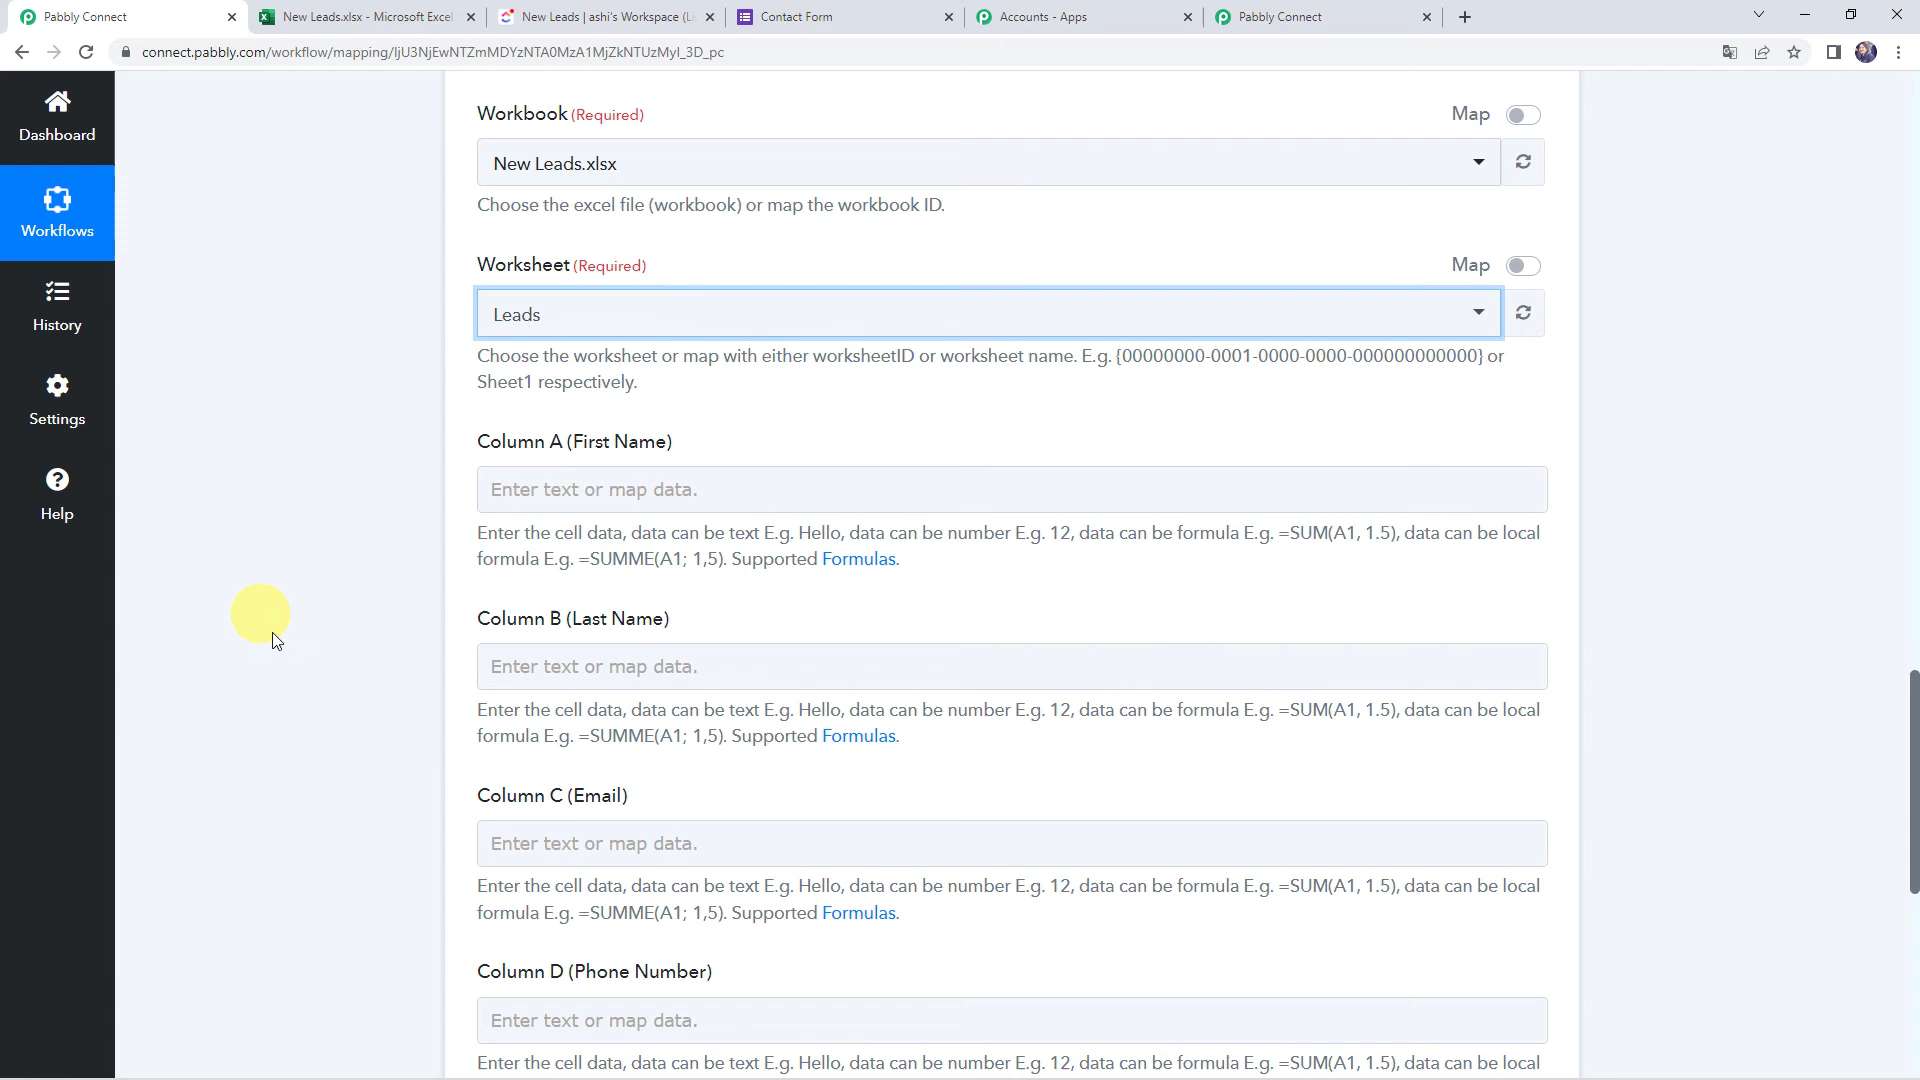 Pabbly Connect
New Leads.xlsx - Microsoft Excel
New Leads | ashi's Workspace (Li
Contact Form
Accounts - Apps
Pabbly Connect
connect.pabbly.com/workflow/mapping/IjU3NjEwNTZmMDYzNTA0MzA1MjZkNTUzMyI_3D_pc
Dashboard
Workflows
History
Settings
Help
Workbook (Required)
Map
New Leads.xlsx
Choose the excel file (workbook) or map the workbook ID.
Worksheet (Required)
Map
Leads
Choose the worksheet or map with either worksheetID or worksheet name. E.g. {00000000-0001-0000-0000-000000000000} or
Sheet1 respectively.
Column A (First Name)
Enter text or map data.
Enter the cell data, data can be text E.g. Hello, data can be number E.g. 12, data can be formula E.g. =SUM(A1, 1.5), data can be local
formula E.g. =SUMME(A1; 1,5). Supported Formulas.
Column B (Last Name)
Enter text or map data.
Enter the cell data, data can be text E.g. Hello, data can be number E.g. 12, data can be formula E.g. =SUM(A1, 1.5), data can be local
formula E.g. =SUMME(A1; 1,5). Supported Formulas.
Column C (Email)
Enter text or map data.
Enter the cell data, data can be text E.g. Hello, data can be number E.g. 12, data can be formula E.g. =SUM(A1, 1.5), data can be local
formula E.g. =SUMME(A1; 1,5). Supported Formulas.
Column D (Phone Number)
Enter text or map data.
Enter the cell data, data can be text E.g. Hello, data can be number E.g. 12, data can be formula E.g. =SUM(A1, 1.5), data can be local